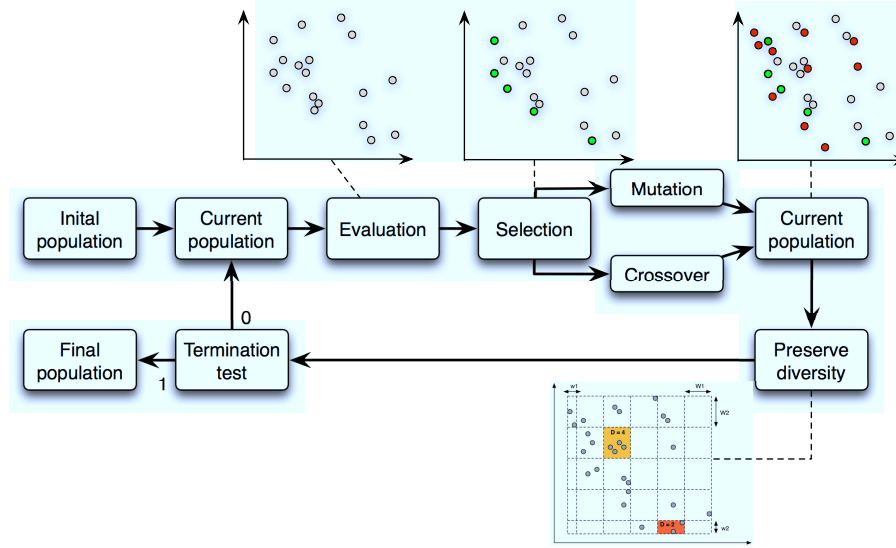 Inital
population
Current
population
Evaluation
Selection
Mutation
Crossover
Current
population
0
Final
population
1
Termination
test
Preserve
diversity
w1
W1
W2
D = 4
D = 2
w2